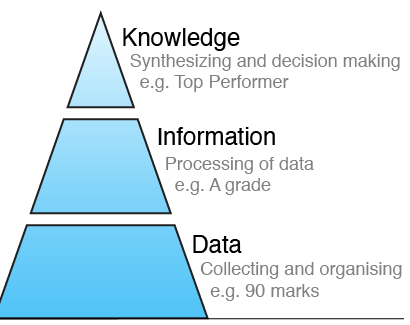 Knowledge
Synthesizing and decision making
e.g. Top Performer
Information
Processing of data
e.g. A grade
Data
Collecting and organising
e.g. 90 marks